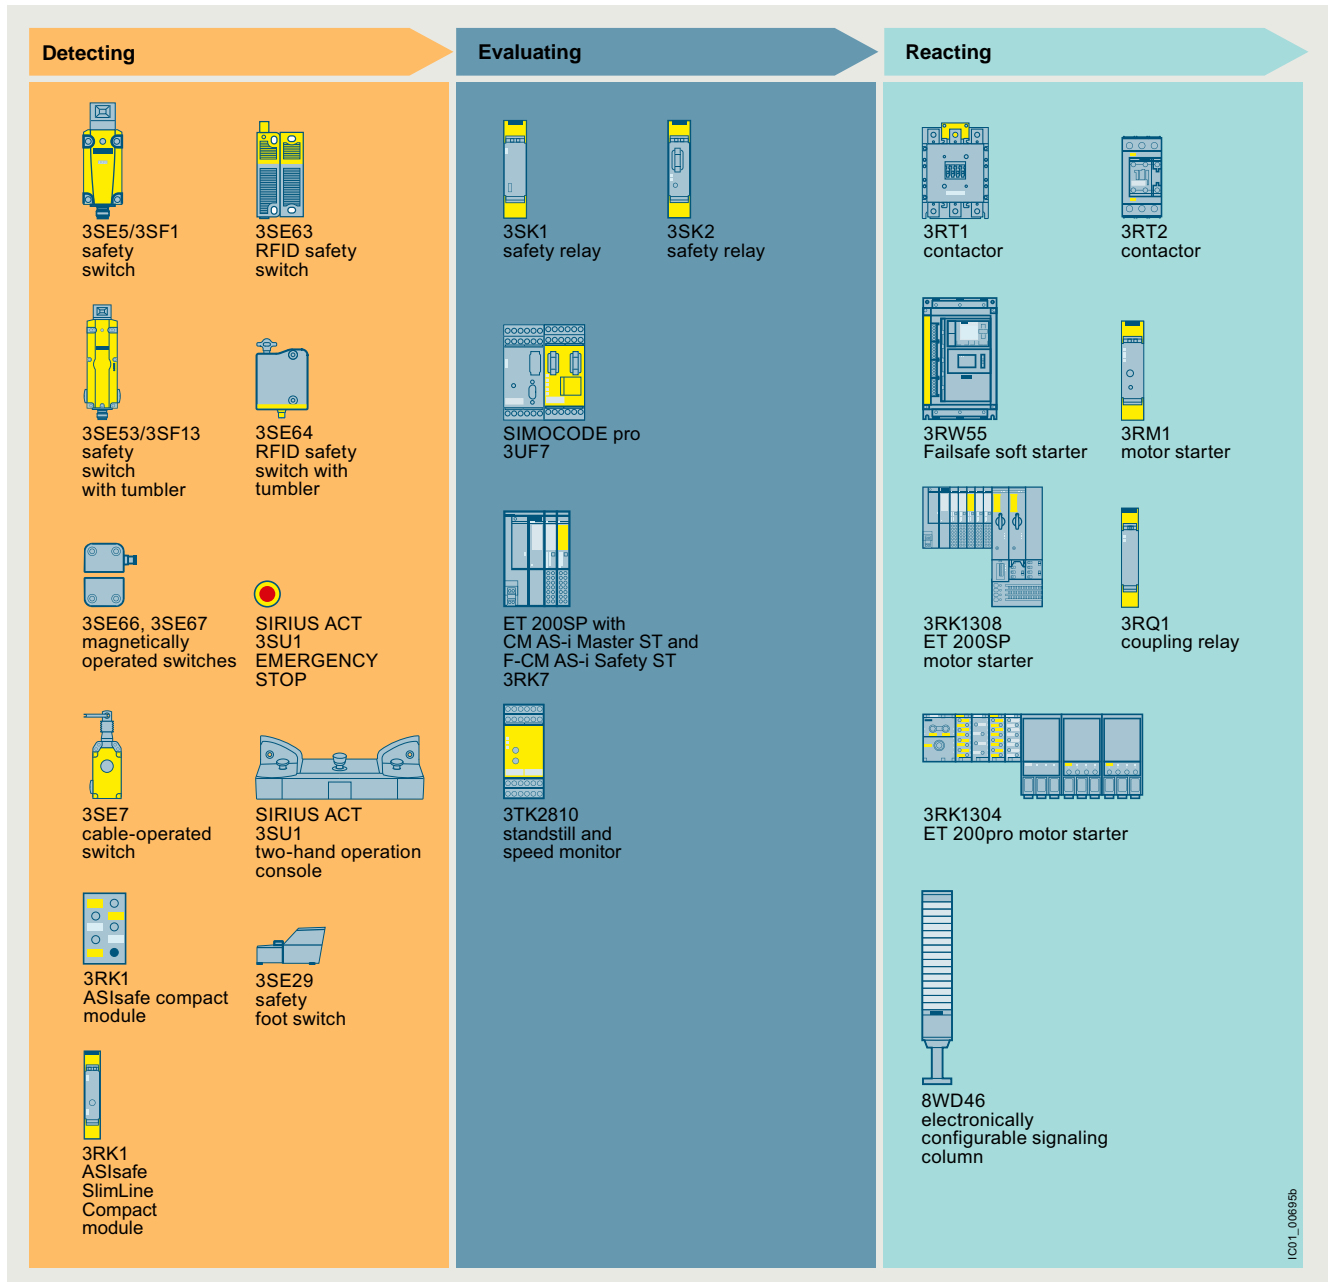 Detecting
3SE5/3SF1
safety
switch
3SE63
RFID safety
switch
3SE53/3SF13
safety
switch
with tumbler
3SE64
RFID safety
switch with
tumbler
3SE66, 3SE67
magnetically
operated switches
SIRIUS ACT
3SU1
EMERGENCY
STOP
3SE7
cable-operated
switch
SIRIUS ACT
3SU1
two-hand operation
console
3RK1
ASIsafe compact
module
3SE29
safety
foot switch
3RK1
ASIsafe
SlimLine
Compact
module
Evaluating
3SK1
safety relay
3SK2
safety relay
SIMOCODE pro
3UF7
ET 200SP with
CM AS-i Master ST and
F-CM AS-i Safety ST
3RK7
3TK2810
standstill and
speed monitor
Reacting
3RT1
contactor
3RT2
contactor
3RW55
Failsafe soft starter
3RM1
motor starter
3RK1308
ET 200SP
motor starter
3RQ1
coupling relay
3RK1304
ET 200pro motor starter
8WD46
electronically
configurable signaling
column
IC01_00695b